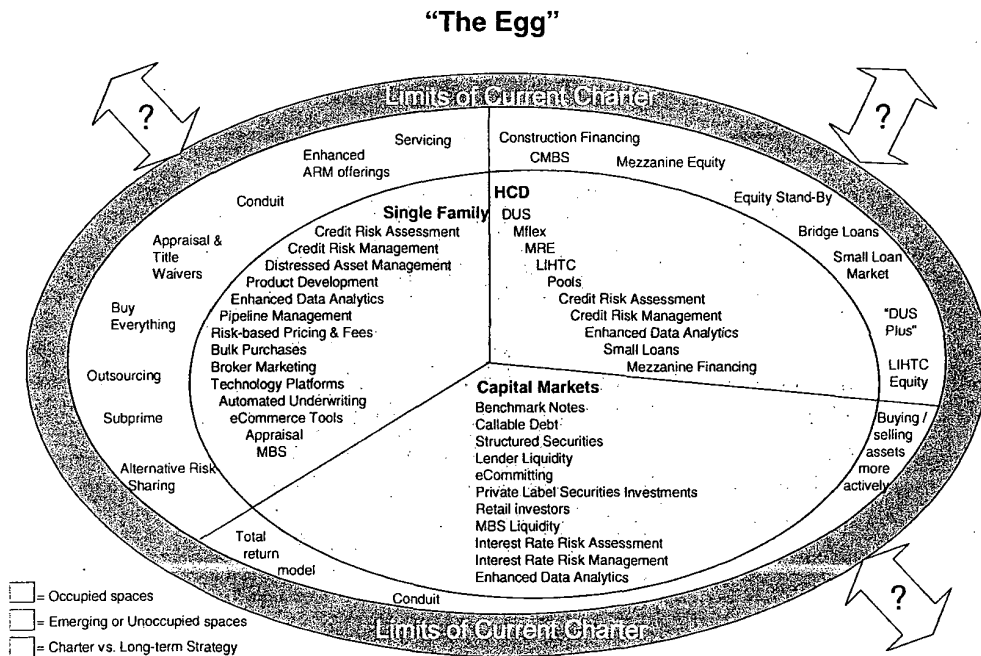 “The Egg”
Limits of Current Charter
?
?
Servicing
Enhanced
ARM offerings
Conduit
Appraisal &
Title
Waivers
Buy
Everything
Outsourcing
Subprime
Alternative Risk
Sharing
Construction Financing
CMBS
Mezzanine Equity
Equity Stand-By
Bridge Loans
Small Loan
Market
"DUS
Plus"
LIHTC
Equity
Single Family
Credit Risk Assessment
Credit Risk Management
Distressed Asset Management
Product Development
Enhanced Data Analytics
Pipeline Management
Risk-based Pricing & Fees
Bulk Purchases
Broker Marketing
Technology Platforms
Automated Underwriting
eCommerce Tools
Appraisal
MBS
HCD
DUS
Mflex
MRE
LIHTC
Pools
Credit Risk Assessment
Credit Risk Management
Enhanced Data Analytics
Small Loans
Mezzanine Financing
Capital Markets
Benchmark Notes
Callable Debt
Structured Securities
Lender Liquidity
eCommitting
Private Label Securities Investments
Retail investors
MBS Liquidity
Interest Rate Risk Assessment
Interest Rate Risk Management
Enhanced Data Analytics
Buying /
selling
assets
more
actively
Total
return
model
Conduit
Limits of Current Charter
?
= Occupied spaces
= Emerging or Unoccupied spaces
= Charter vs. Long-term Strategy